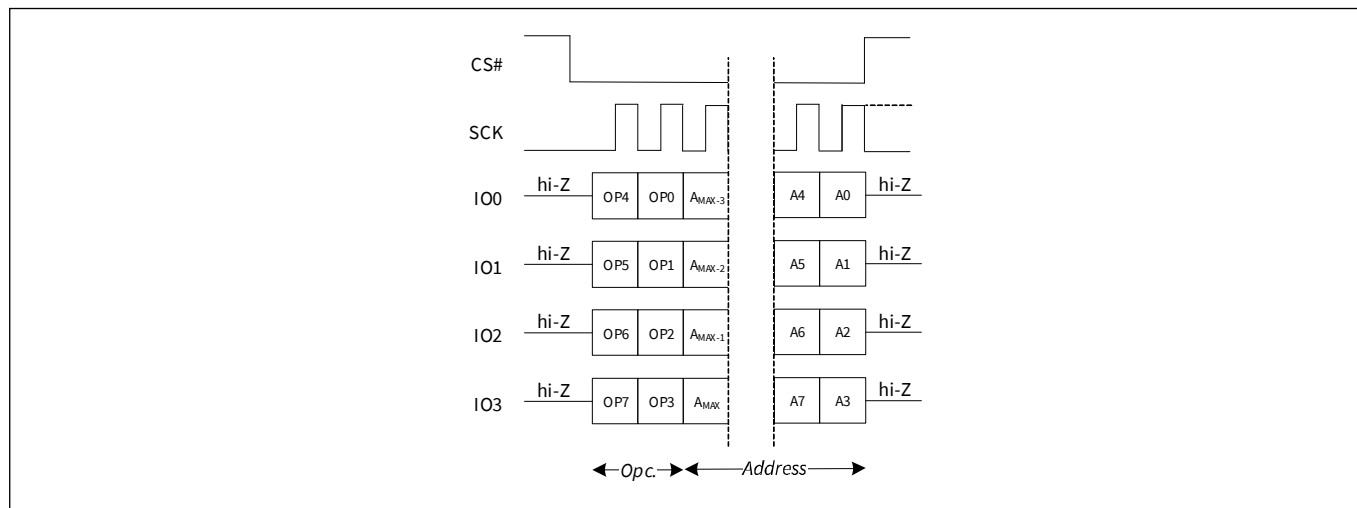 CS#
SCK
IO0 hi-Z OP4 OP0 AMAX-3 A4 A0 hi-Z
IO1 hi-Z OP5 OP1 AMAX-2 A5 A1 hi-Z
IO2 hi-Z OP6 OP2 AMAX-1 A6 A2 hi-Z
IO3 hi-Z OP7 OP3 AMAX A7 A3 hi-Z
Opc. Address